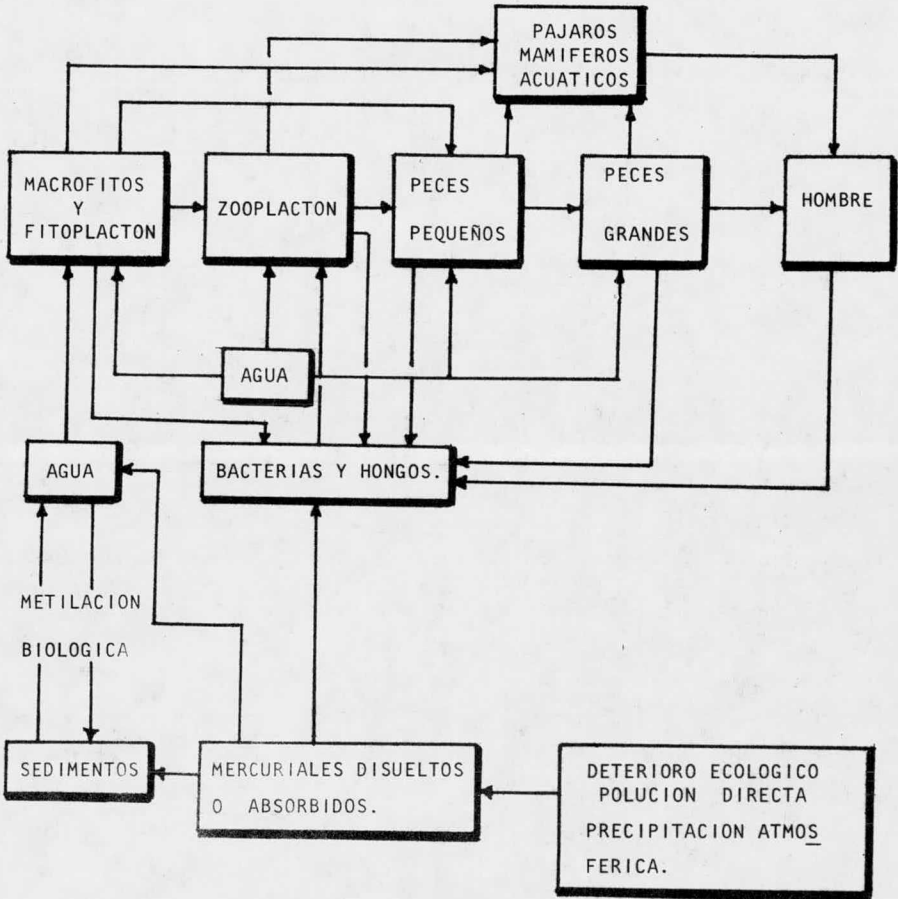 PAJAROS
MAMIFEROS
ACUATICOS
MACROFITOS
Y
FITOPLACTON
ZOOPLACTON
PECES
PEQUEÑOS
PECES
GRANDES
HOMBRE
AGUA
AGUA
BACTERIAS Y HONGOS.
METILACION
BIOLOGICA
SEDIMENTOS
MERCURIALES DISUELTOS
O ABSORBIDOS.
DETERIORO ECOLOGICO
POLUCION DIRECTA
PRECIPITACION ATMOS
FERICA.